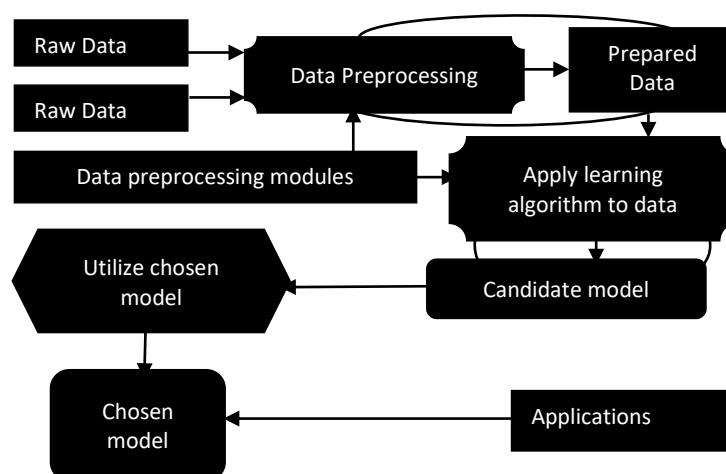 Raw Data
Data Preprocessing
Prepared
Data
Raw Data
Data preprocessing modules
Apply learning
algorithm to data
Utilize chosen
model
Candidate model
Chosen
model
Applications